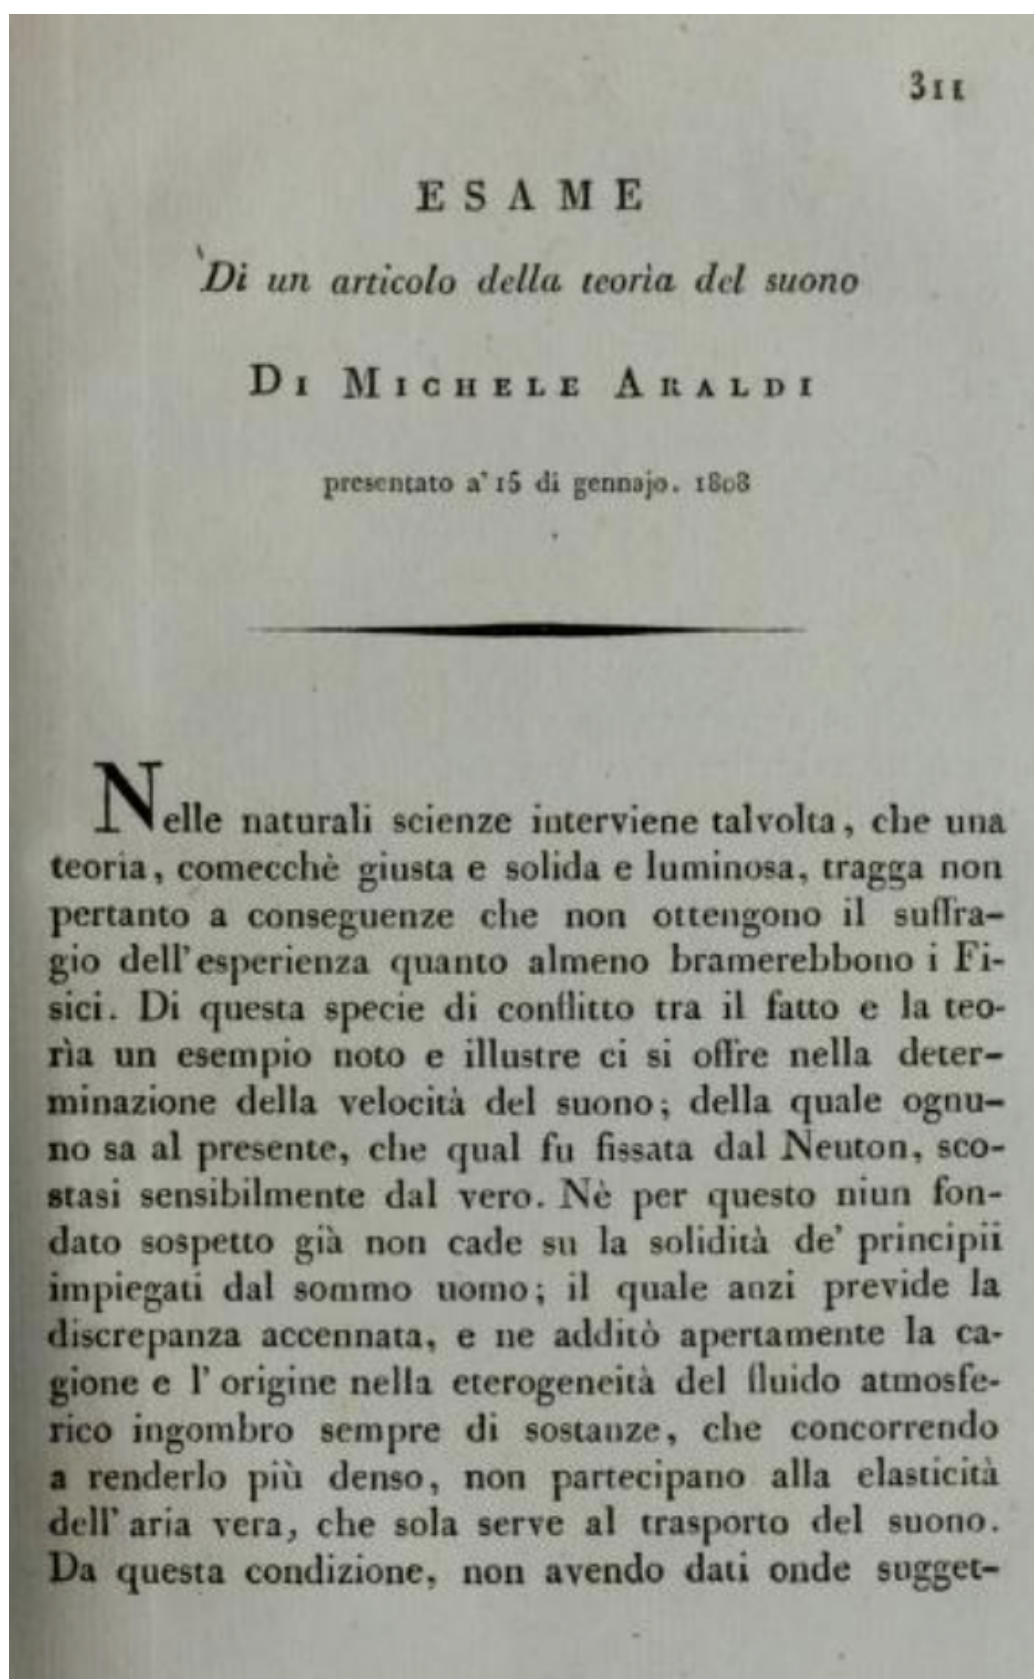 311
ESAME
Di un articolo della teorìa del suono
DI MICHELE ARALDI
presentato a' 15 di gennajo. 1808
Nelle naturali scienze interviene talvolta, che una
teoria, comecchè giusta e solida e luminosa, tragga non
pertanto a conseguenze che non ottengono il suffra-
gio dell' esperienza quanto almeno bramerebbono i Fi-
sici. Di questa specie di conflitto tra il fatto e la teo-
rìa un esempio noto e illustre ci si offre nella deter-
minazione della velocità del suono; della quale ognu-
no sa al presente, che qual fu fissata dal Neuton, sco-
stasi sensibilmente dal vero. Nè per questo niun fon-
dato sospetto già non cade su la solidità de' principii
impiegati dal sommo uomo; il quale anzi previde la
discrepanza accennata, e ne additò apertamente la ca-
gione e l' origine nella eterogeneità del fluido atmosfe-
rico ingombro sempre di sostanze, che concorrendo
a renderlo più denso, non partecipano alla elasticità
dell' aria vera, che sola serve al trasporto del suono.
Da questa condizione, non avendo dati onde sugget-